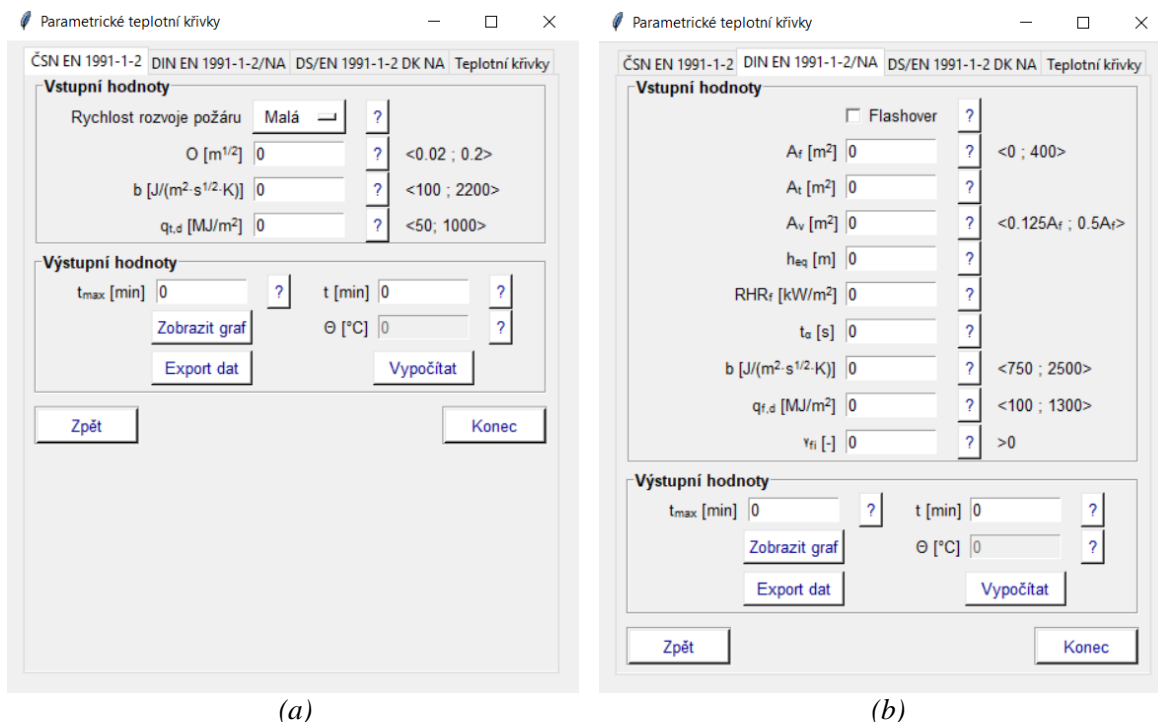 Parametrické teplotní křivky
ČSN EN 1991-1-2 DIN EN 1991-1-2/NA DS/EN 1991-1-2 DK NA Teplotní křivky
Vstupní hodnoty
Rychlost rozvoje požáru Malá ?
O [m¹ᐟ²] 0 ? <0.02 ; 0.2>
b [J/(m²·s¹ᐟ²·K)] 0 ? <100 ; 2200>
qₜ,d [MJ/m²] 0 ? <50; 1000>
Výstupní hodnoty
tₘₐₓ [min] 0 ? t [min] 0 ?
Zobrazit graf Θ [°C] 0 ?
Export dat Vypočítat
Zpět Konec
(a)
Parametrické teplotní křivky
ČSN EN 1991-1-2 DIN EN 1991-1-2/NA DS/EN 1991-1-2 DK NA Teplotní křivky
Vstupní hodnoty
Flashover ?
Af [m²] 0 ? <0 ; 400>
Aₜ [m²] 0 ?
Aᵥ [m²] 0 ? <0.125Af ; 0.5Af>
heq [m] 0 ?
RHRf [kW/m²] 0 ?
tα [s] 0 ?
b [J/(m²·s¹ᐟ²·K)] 0 ? <750 ; 2500>
qf,d [MJ/m²] 0 ? <100 ; 1300>
γfi [-] 0 ? >0
Výstupní hodnoty
tₘₐₓ [min] 0 ? t [min] 0 ?
Zobrazit graf Θ [°C] 0 ?
Export dat Vypočítat
Zpět Konec
(b)